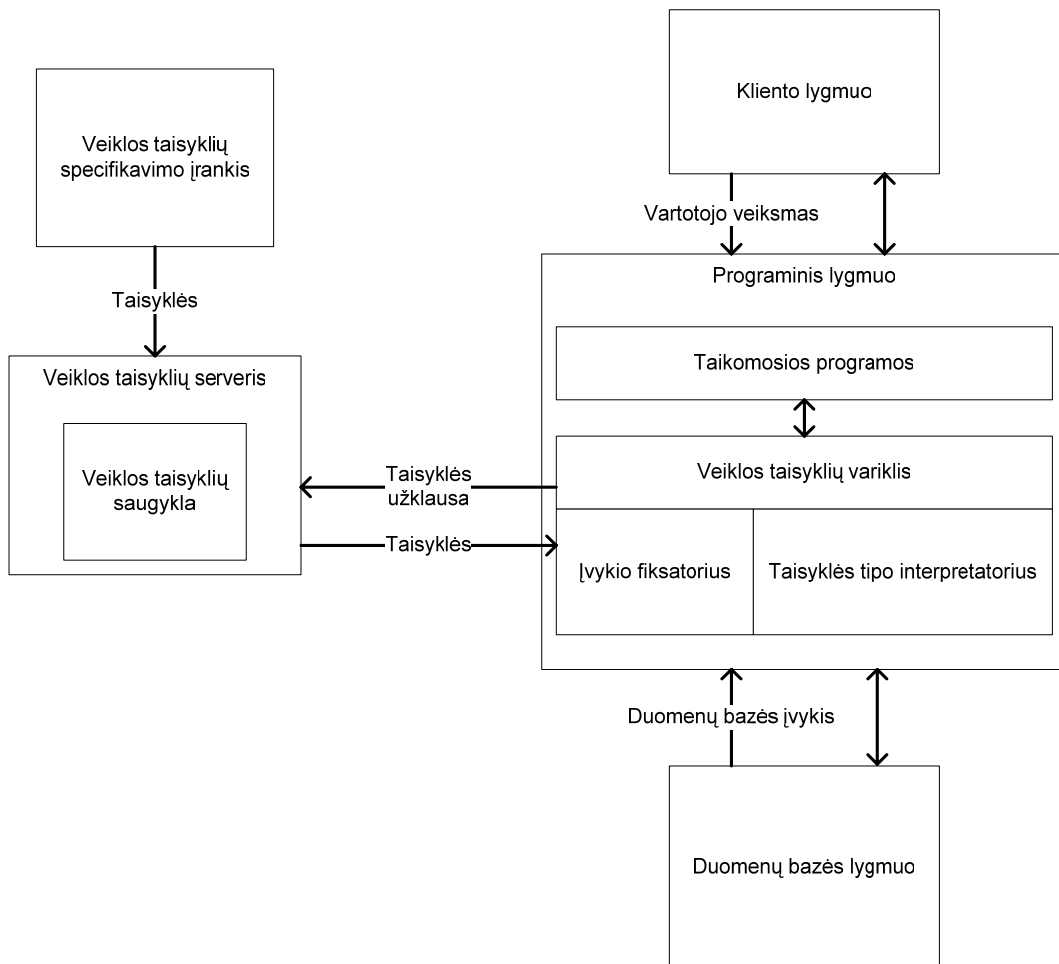 Kliento lygmuo
Veiklos taisyklių
specifikavimo įrankis
Vartotojo veiksmas
Programinis lygmuo
Taisyklės
Taikomosios programos
Veiklos taisyklių serveris
Veiklos taisyklių
saugykla
Taisyklės
užklausa
Veiklos taisyklių variklis
Taisyklės
Įvykio fiksatorius
Taisyklės tipo interpretatorius
Duomenų bazės įvykis
Duomenų bazės lygmuo